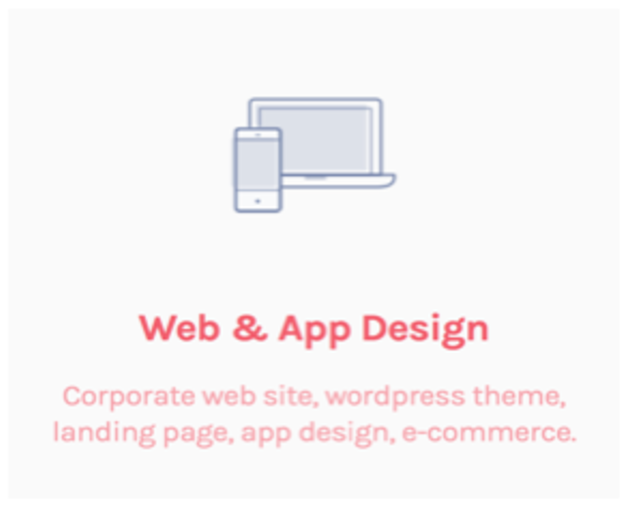 Web & App Design
Corporate web site, wordpress theme,
landing page, app design, e-commerce.